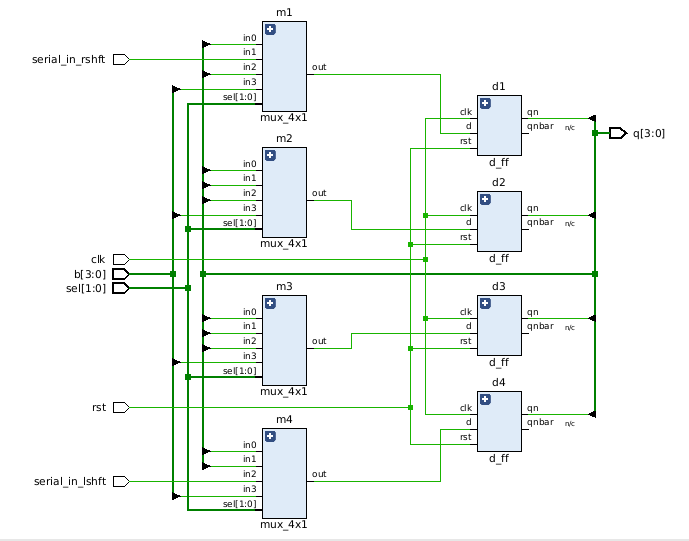 m1
in0
serial_in_rshft
in1
out
in2
in3
sel[1:0]
mux_4x1
d1
clk
qn
d
qnbar
n/c
q[3:0]
rst
d_ff
m2
in0
in1
out
in2
in3
sel[1:0]
mux_4x1
d2
clk
qn
d
qnbar
n/c
rst
d_ff
clk
b[3:0]
sel[1:0]
m3
in0
in1
out
in2
in3
sel[1:0]
mux_4x1
d3
clk
qn
d
qnbar
n/c
rst
d_ff
rst
m4
in0
in1
serial_in_lshft
in2
out
in3
sel[1:0]
mux_4x1
d4
clk
qn
d
qnbar
n/c
rst
d_ff